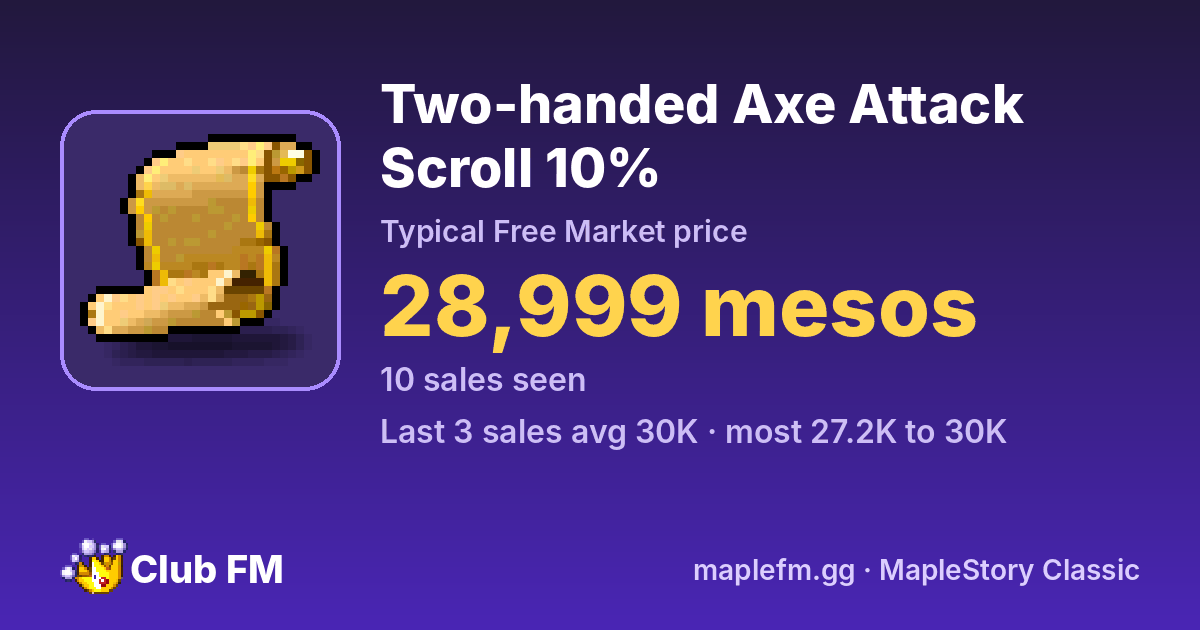 Two-handed Axe Attack
Scroll 10%
Typical Free Market price
28,999 mesos
10 sales seen
Last 3 sales avg 30K · most 27.2K to 30K
Club FM
maplefm.gg · MapleStory Classic